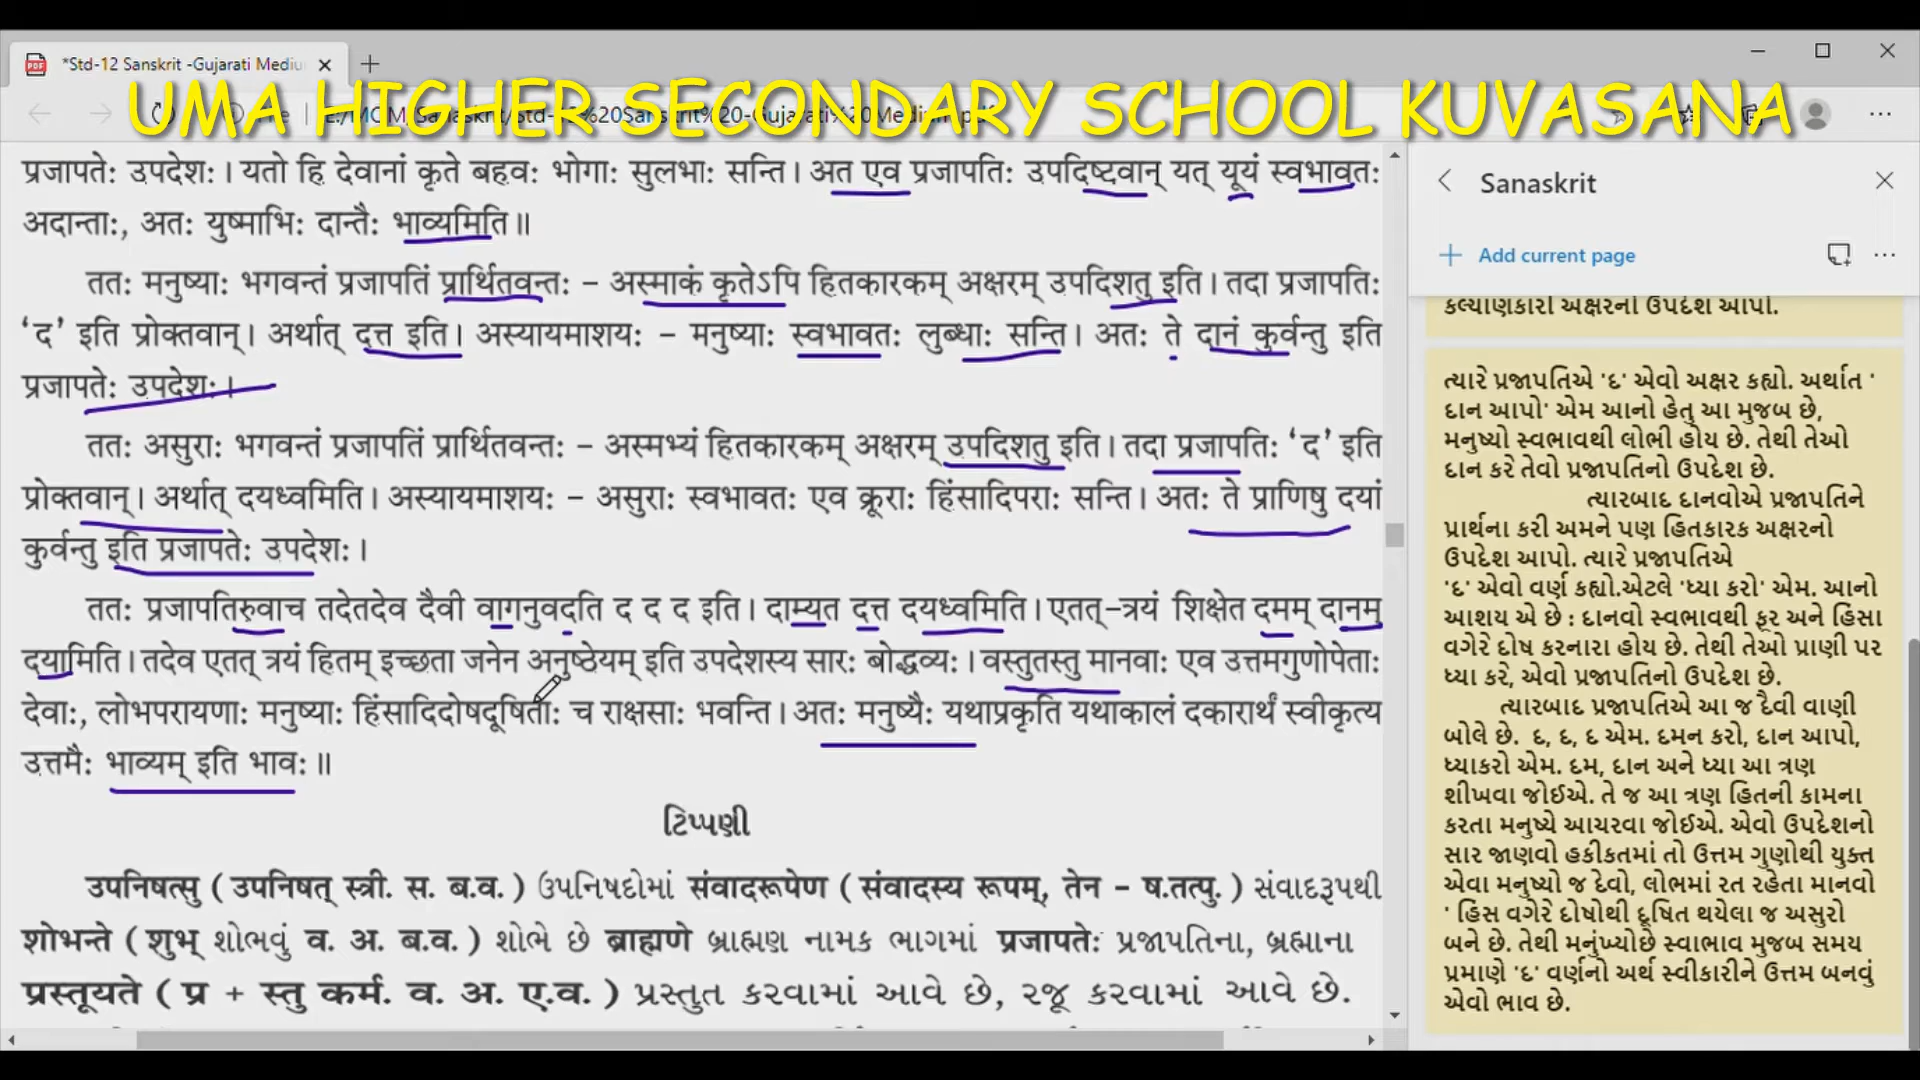 *Std-12 Sanskrit -Gujarati Mediu
UMA HIGHER SECONDARY SCHOOL KUVASANA
प्रजापतेः उपदेशः। यतो हि देवानां कृते बहवः भोगाः सुलभाः सन्ति। अत एव प्रजापतिः उपदिष्टवान् यत् यूयं स्वभावतः
अदान्ताः, अतः युष्माभिः दान्तैः भाव्यमिति॥
ततः मनुष्याः भगवन्तं प्रजापतिं प्रार्थितवन्तः – अस्माकं कृतेऽपि हितकारकम् अक्षरम् उपदिशतु इति। तदा प्रजापतिः
‘द’ इति प्रोक्तवान्। अर्थात् दत्त इति। अस्यायमाशयः – मनुष्याः स्वभावतः लुब्धाः सन्ति। अतः ते दानं कुर्वन्तु इति
प्रजापतेः उपदेशः।
ततः असुराः भगवन्तं प्रजापतिं प्रार्थितवन्तः – अस्मभ्यं हितकारकम् अक्षरम् उपदिशतु इति। तदा प्रजापतिः ‘द’ इति
प्रोक्तवान्। अर्थात् दयध्वमिति। अस्यायमाशयः – असुराः स्वभावतः एव क्रूराः हिंसादिपराः सन्ति। अतः ते प्राणिषु दयां
कुर्वन्तु इति प्रजापतेः उपदेशः।
ततः प्रजापतिरुवाच तदेतदेव दैवी वागनुवदति द द द इति। दाम्यत दत्त दयध्वमिति। एतत्-त्रयं शिक्षेत दमम् दानम्
दयामिति। तदेव एतत् त्रयं हितम् इच्छता जनेन अनुष्ठेयम् इति उपदेशस्य सारः बोद्धव्यः। वस्तुतस्तु मानवाः एव उत्तमगुणोपेताः
देवाः, लोभपरायणाः मनुष्याः हिंसादिदोषदूषिताः च राक्षसाः भवन्ति। अतः मनुष्यैः यथाप्रकृति यथाकालं दकारार्थं स्वीकृत्य
उत्तमैः भाव्यम् इति भावः॥
ટિપ્પણી
उपनिषत्सु ( उपनिषत् स्त्री. स. ब.व. ) ઉપનિષદોમાં संवादरूपेण ( संवादस्य रूपम्, तेन - ष.तत्पु. ) સંવાદરૂપથી
शोभन्ते ( शुभ् શોભવું व. अ. ब.व. ) શોભે છે ब्राह्मणे બ્રાહ્મણ નામક ભાગમાં प्रजापतेः પ્રજાપતિના, બ્રહ્માના
प्रस्तूयते ( प्र + स्तु कर्म. व. अ. ए.व. ) પ્રસ્તુત કરવામાં આવે છે, રજૂ કરવામાં આવે છે.
Sanaskrit
Add current page
કલ્યાણકારી અક્ષરનો ઉપદેશ આપો.
ત્યારે પ્રજાપતિએ 'દ' એવો અક્ષર કહ્યો. અર્થાત '
દાન આપો' એમ આનો હેતુ આ મુજબ છે,
મનુષ્યો સ્વભાવથી લોભી હોય છે. તેથી તેઓ
દાન કરે તેવો પ્રજાપતિનો ઉપદેશ છે.
ત્યારબાદ દાનવોએ પ્રજાપતિને
પ્રાર્થના કરી અમને પણ હિતકારક અક્ષરનો
ઉપદેશ આપો. ત્યારે પ્રજાપતિએ
'દ' એવો વર્ણ કહ્યો.એટલે 'ધ્યા કરો' એમ. આનો
આશય એ છે : દાનવો સ્વભાવથી ક્રૂર અને હિંસા
વગેરે દોષ કરનારા હોય છે. તેથી તેઓ પ્રાણી પર
ધ્યા કરે, એવો પ્રજાપતિનો ઉપદેશ છે.
ત્યારબાદ પ્રજાપતિએ આ જ દૈવી વાણી
બોલે છે. દ, દ, દ એમ. દમન કરો, દાન આપો,
ધ્યાકરો એમ. દમ, દાન અને ધ્યા આ ત્રણ
શીખવા જોઈએ. તે જ આ ત્રણ હિતની કામના
કરતા મનુષ્યે આચરવા જોઈએ. એવો ઉપદેશનો
સાર જાણવો હકીકતમાં તો ઉત્તમ ગુણોથી યુક્ત
એવા મનુષ્યો જ દેવો, લોભમાં રત રહેતા માનવો
' હિંસ વગેરે દોષોથી દૂષિત થયેલા જ અસુરો
બને છે. તેથી મનુંખ્યોછે સ્વાભાવ મુજબ સમય
પ્રમાણે 'દ' વર્ણનો અર્થ સ્વીકારીને ઉત્તમ બનવું
એવો ભાવ છે.